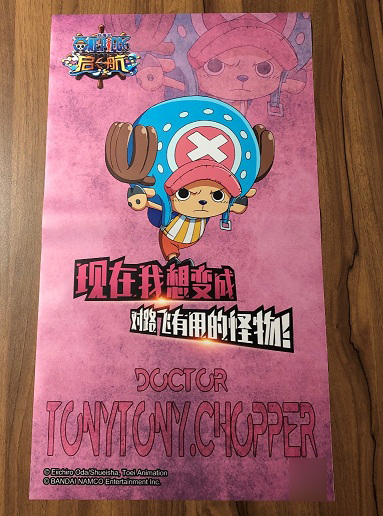 航海王
启航
现在我想变成
对路飞有用的怪物!
DOCTOR
TONYTONY.CHOPPER
© Eiichiro Oda/Shueisha, Toei Animation
© BANDAI NAMCO Entertainment Inc.